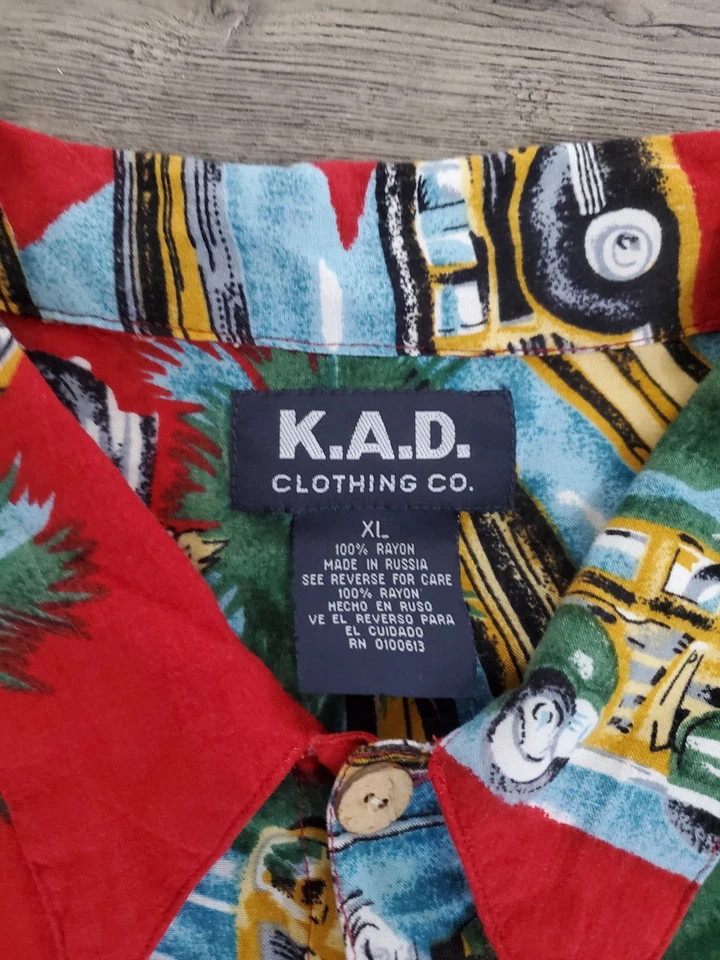 K.A.D.
CLOTHING CO.
XL
100% RAYON
MADE IN RUSSIA
SEE REVERSE FOR CARE
100% RAYON
HECHO EN RUSO
VE EL REVERSO PARA
EL CUIDADO
RN 0100613